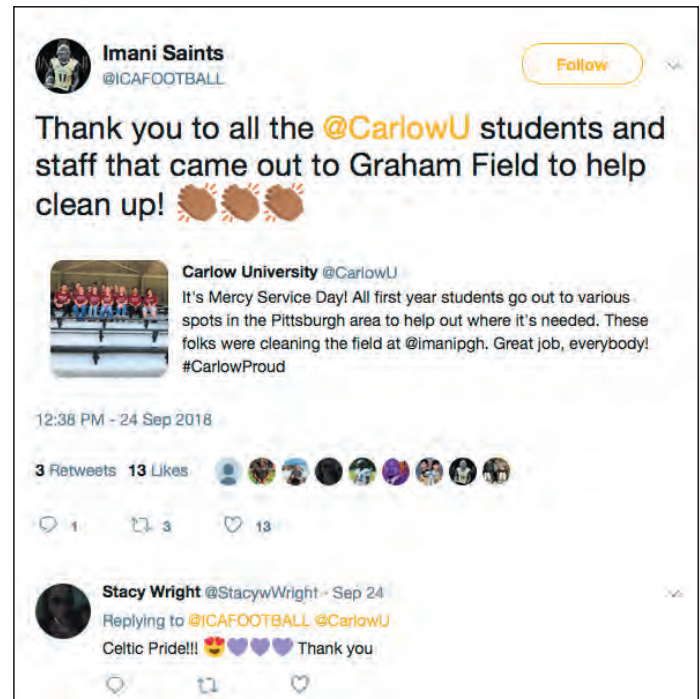 Imani Saints
@ICAFOOTBALL
Follow
Thank you to all the @CarlowU students and
staff that came out to Graham Field to help
clean up! 👏🏽👏🏽👏🏽
Carlow University @CarlowU
It's Mercy Service Day! All first year students go out to various
spots in the Pittsburgh area to help out where it's needed. These
folks were cleaning the field at @imanipgh. Great job, everybody!
#CarlowProud
12:38 PM - 24 Sep 2018
3 Retweets 13 Likes
1 3 13
Stacy Wright @StacywWright · Sep 24
Replying to @ICAFOOTBALL @CarlowU
Celtic Pride!!! 😍💜💜💜 Thank you